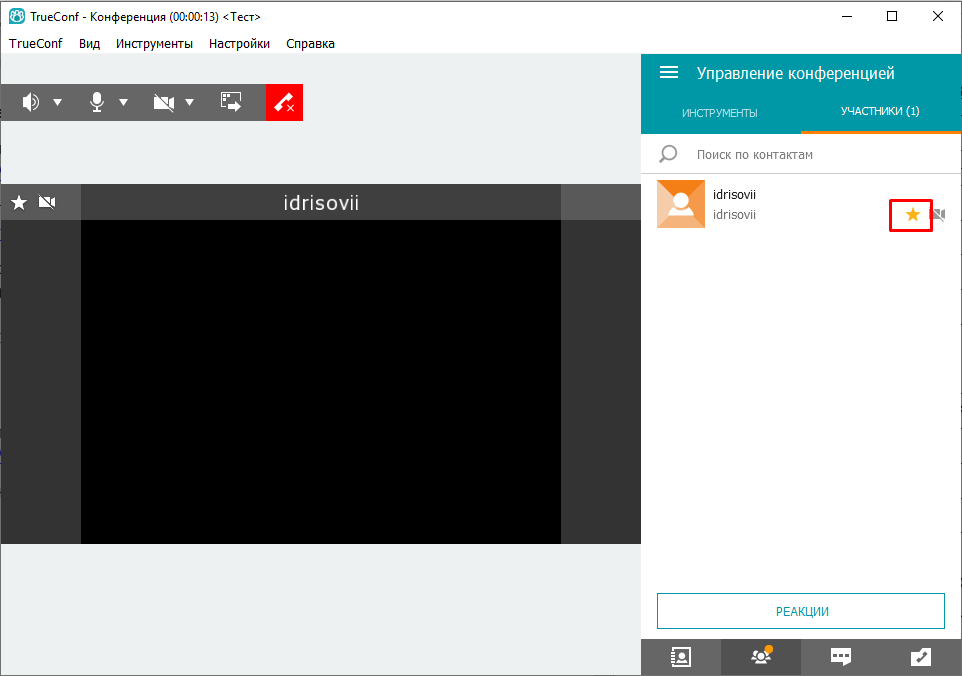 TrueConf - Конференция (00:00:13) <Тест>
TrueConf Вид Инструменты Настройки Справка
Управление конференцией
ИНСТРУМЕНТЫ УЧАСТНИКИ (1)
Поиск по контактам
idrisovii
idrisovii
idrisovii
РЕАКЦИИ